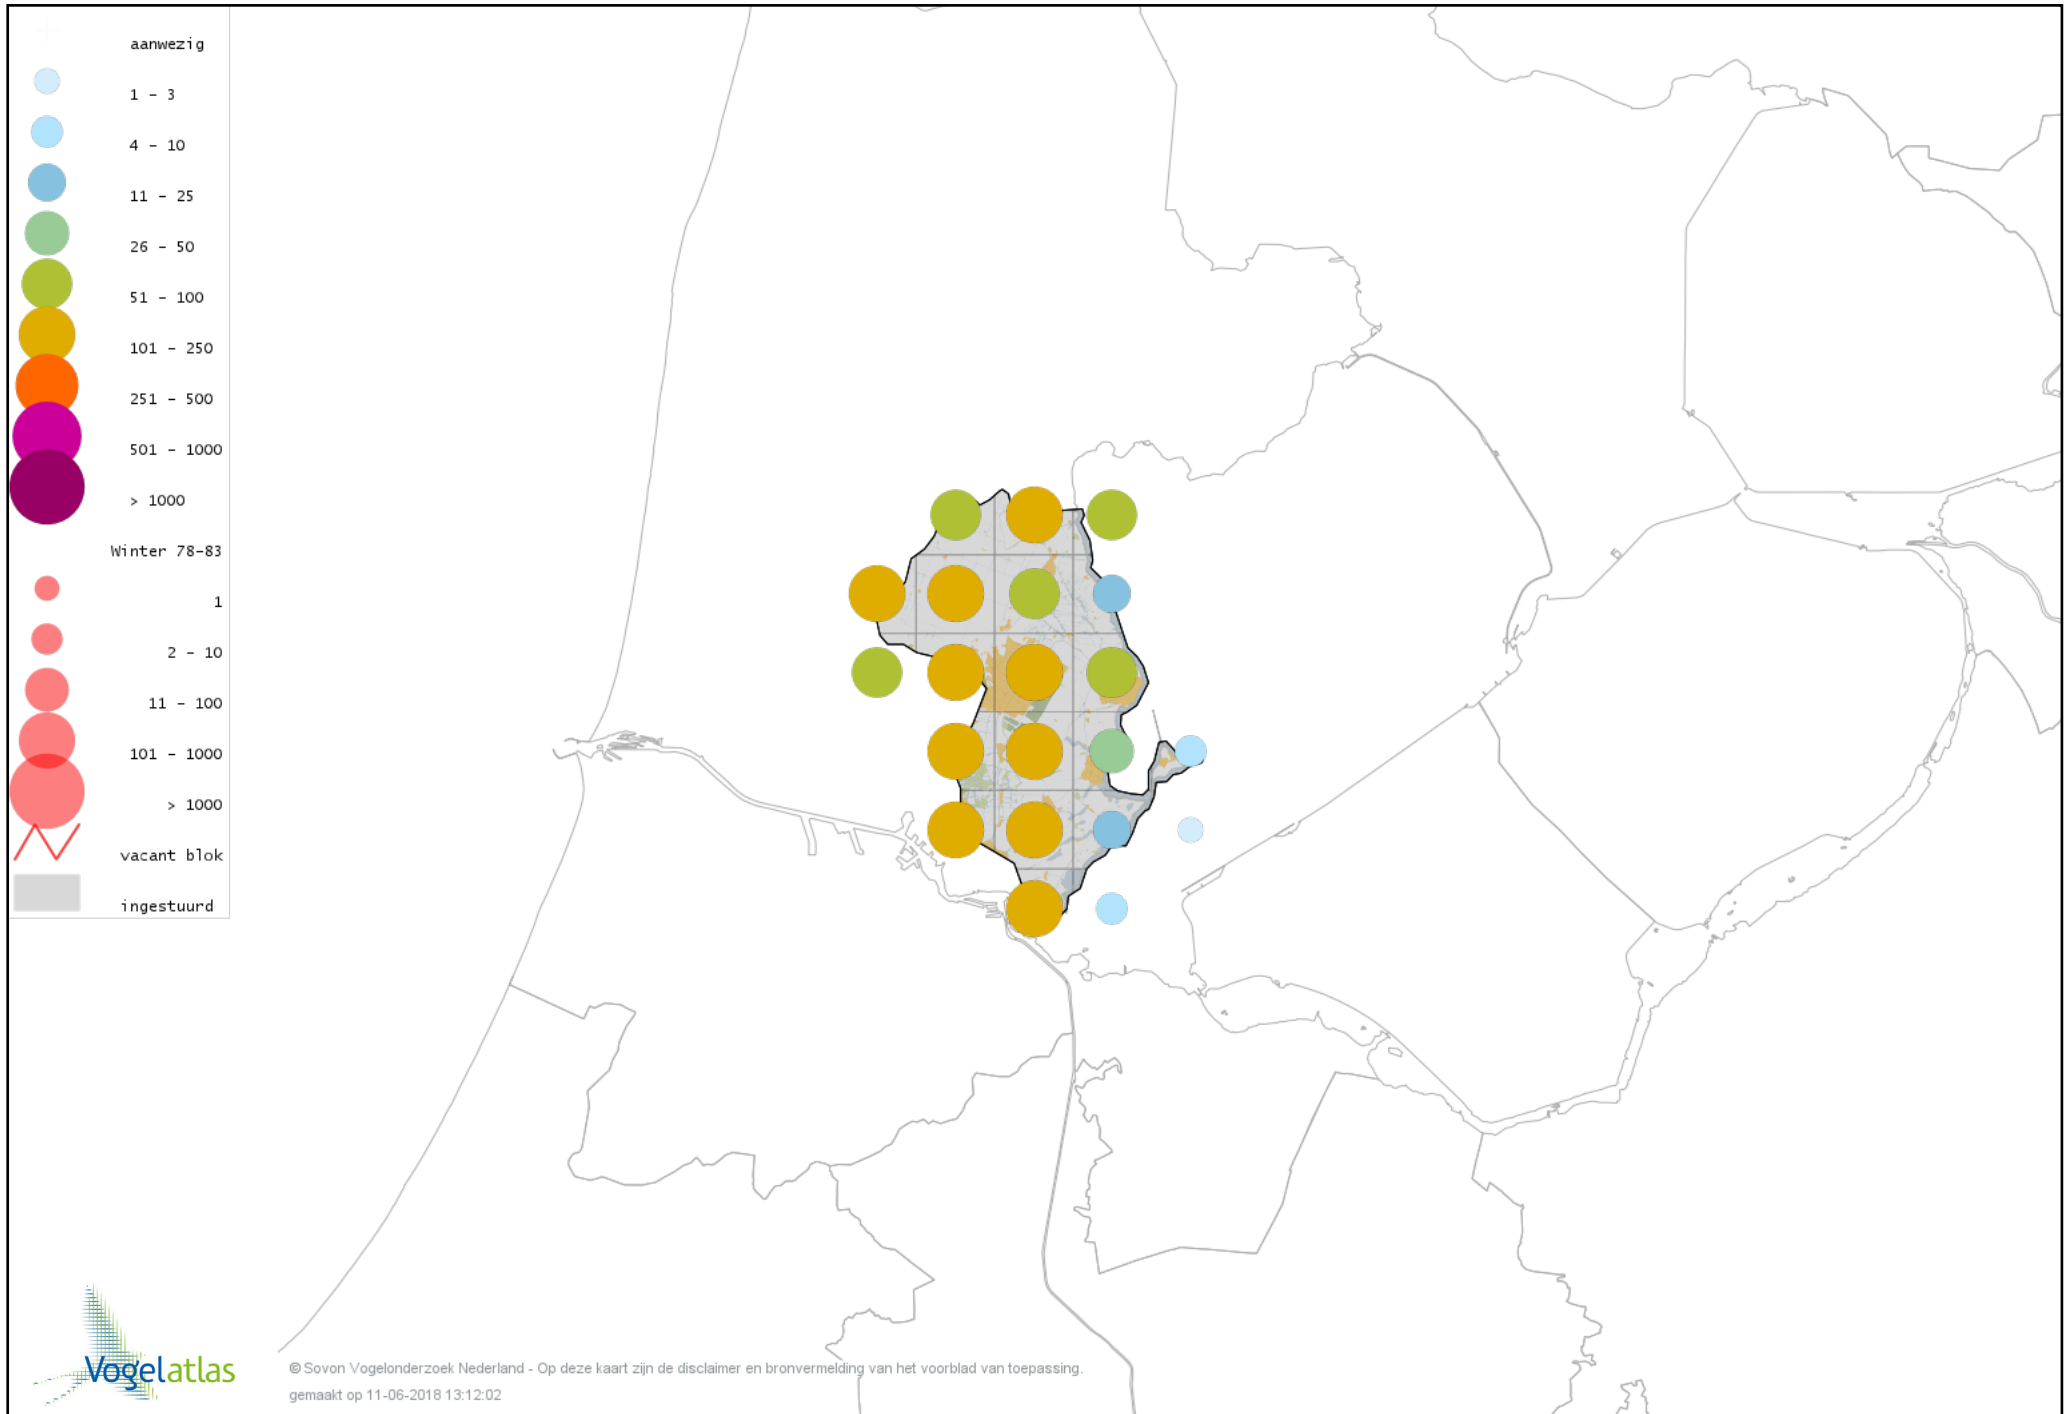 aanwezig
1 - 3
4 - 10
11 - 25
26 - 50
51 - 100
101 - 250
251 - 500
501 - 1000
> 1000
Winter 78-83
1
2 - 10
11 - 100
101 - 1000
> 1000
vacant blok
ingestuurd
Vogelatlas
© Sovon Vogelonderzoek Nederland - Op deze kaart zijn de disclaimer en bronvermelding van het voorblad van toepassing.
gemaakt op 11-06-2018 13:12:02